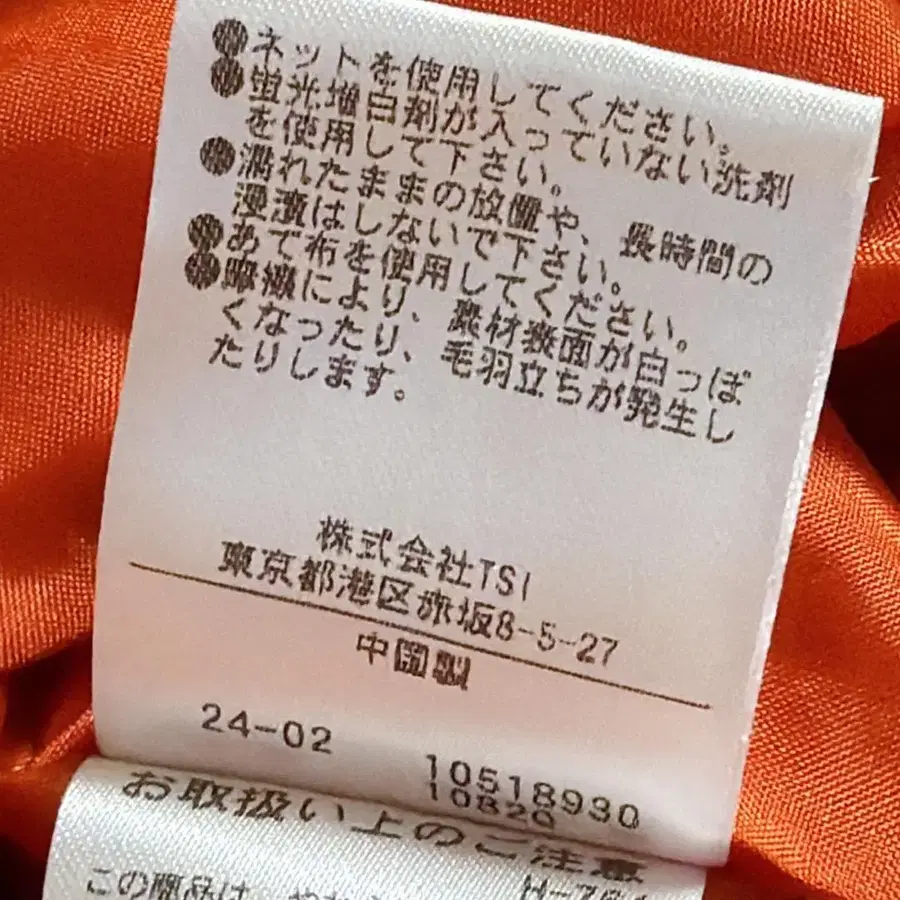 ●ネットを使用してください。
●蛍光増白剤が入っていない洗剤
を使用して下さい。
●濡れたままの放置や、長時間の
浸漬はしないで下さい。
●あて布を使用してください。
●摩擦により、素材表面が白っぽ
くなったり、毛羽立ちが発生し
たりします。
株式会社TSI
東京都港区赤坂8-5-27
中国製
24-02
10518930
10820
お取扱い上のご注意
この商品は